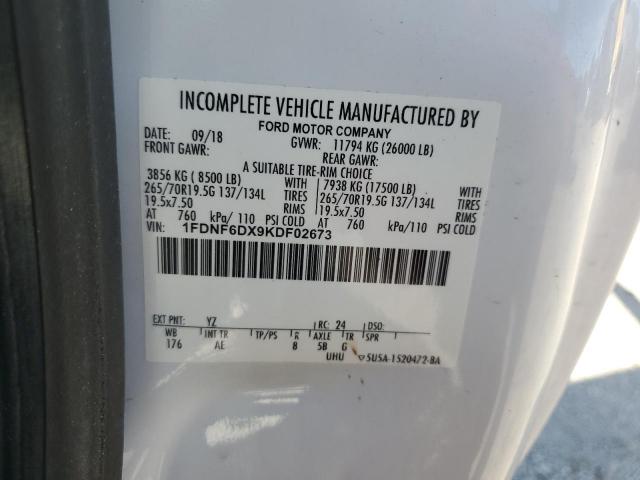 INCOMPLETE VEHICLE MANUFACTURED BY
FORD MOTOR COMPANY
DATE: 09/18 GVWR: 11794 KG (26000 LB)
FRONT GAWR: REAR GAWR:
A SUITABLE TIRE-RIM CHOICE
3856 KG ( 8500 LB) WITH 7938 KG (17500 LB) WITH
265/70R19.5G 137/134L TIRES 265/70R19.5G 137/134L TIRES
19.5x7.50 RIMS 19.5x7.50 RIMS
AT 760 kPa/ 110 PSI COLD AT 760 kPa/110 PSI COLD
VIN: 1FDNF6DX9KDF02673
EXT PNT: YZ RC: 24 DSO:
WB INT TR TP/PS R AXLE TR SPR
176 AE 8 5B G
UHU ▽5USA-1520472-BA